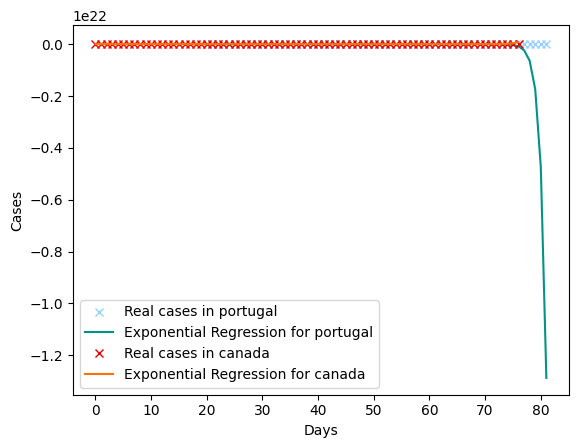 1e22
0.0
−0.2
−0.4
−0.6
−0.8
−1.0
−1.2
Cases
Real cases in portugal
Exponential Regression for portugal
Real cases in canada
Exponential Regression for canada
0 10 20 30 40 50 60 70 80
Days